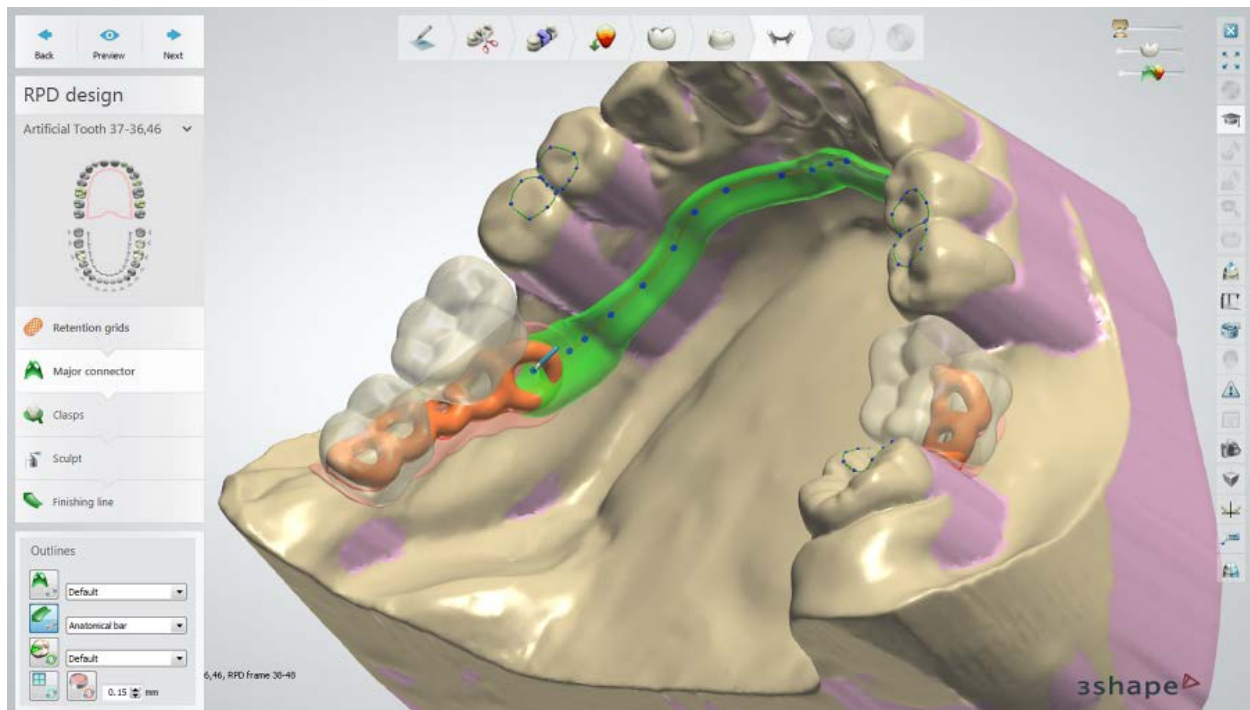 Back
Preview
Next
RPD design
Artificial Tooth 37-36,46
Retention grids
Major connector
Clasps
Sculpt
Finishing line
Outlines
Default
Anatomical bar
Default
0.15 mm
6,46, RPD frame 38-48
3shape